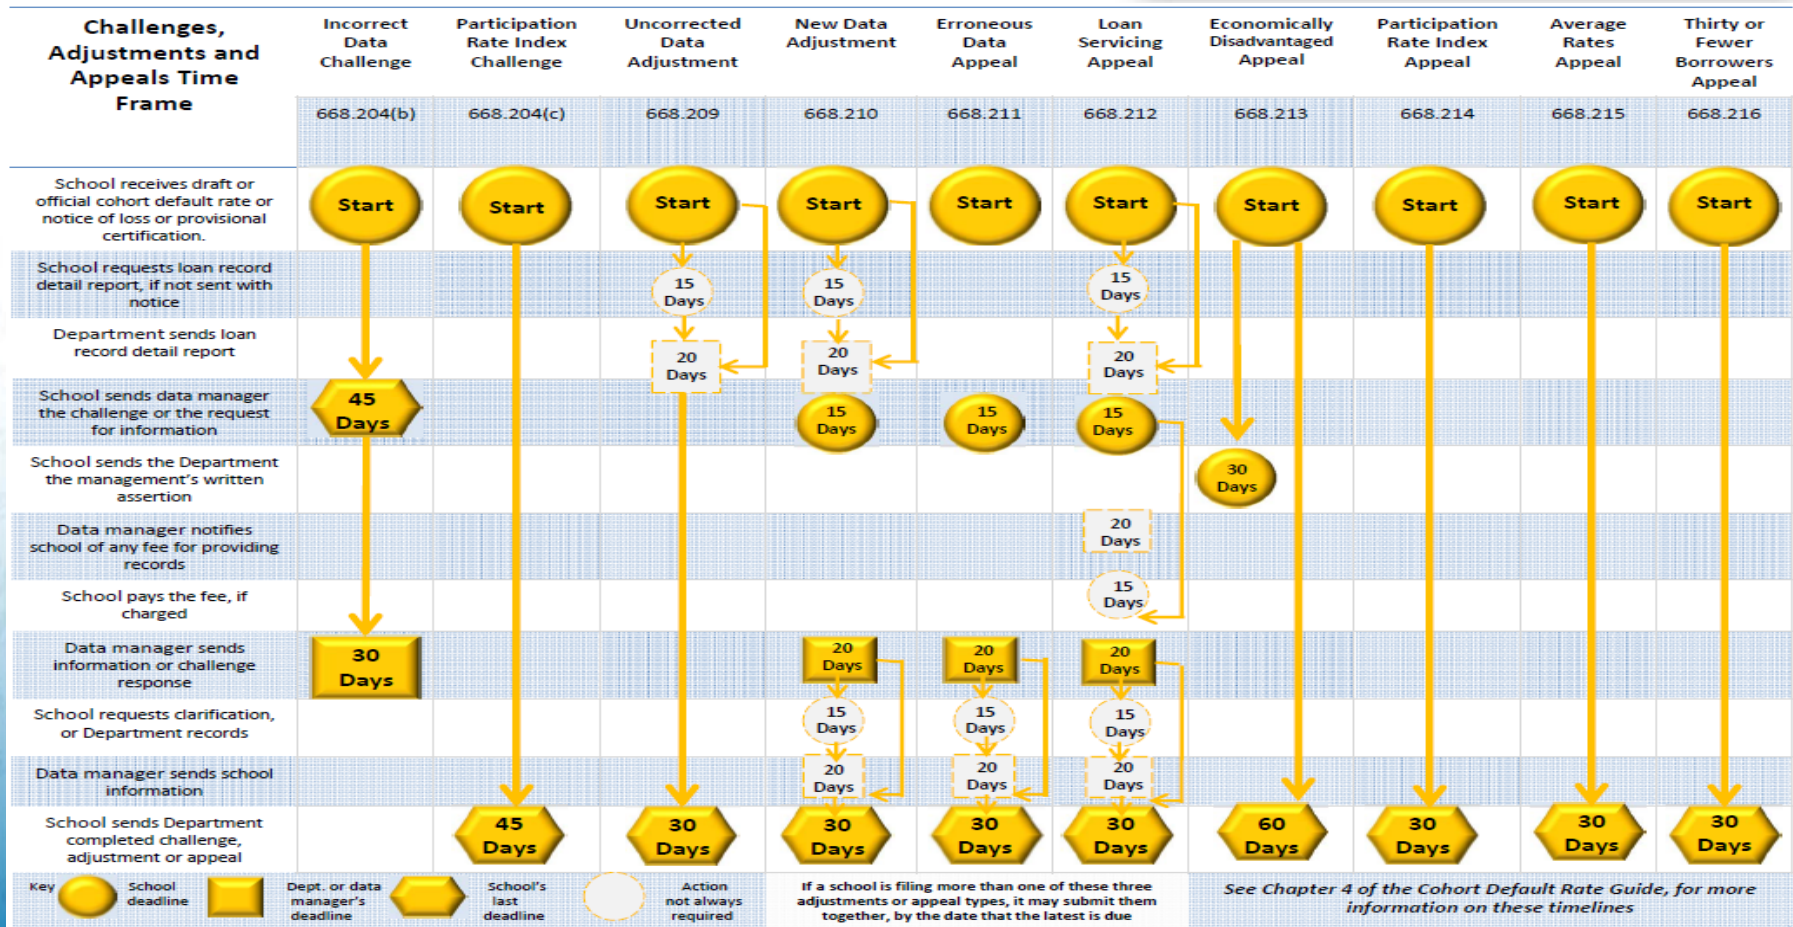 Challenges,
Adjustments and
Appeals Time
Frame
Incorrect
Data
Challenge
Participation
Rate Index
Challenge
Uncorrected
Data
Adjustment
New Data
Adjustment
Erroneous
Data
Appeal
Loan
Servicing
Appeal
Economically
Disadvantaged
Appeal
Participation
Rate Index
Appeal
Average
Rates
Appeal
Thirty or
Fewer
Borrowers
Appeal
668.204(b)
668.204(c)
668.209
668.210
668.211
668.212
668.213
668.214
668.215
668.216
School receives draft or
official cohort default rate or
notice of loss or provisional
certification.
Start
Start
Start
Start
Start
Start
Start
Start
Start
Start
School requests loan record
detail report, if not sent with
notice
15
Days
15
Days
15
Days
Department sends loan
record detail report
20
Days
20
Days
20
Days
School sends data manager
the challenge or the request
for information
45
Days
15
Days
15
Days
15
Days
School sends the Department
the management's written
assertion
30
Days
Data manager notifies
school of any fee for providing
records
20
Days
School pays the fee, if
charged
15
Days
Data manager sends
information or challenge
response
30
Days
20
Days
20
Days
20
Days
School requests clarification,
or Department records
15
Days
15
Days
15
Days
Data manager sends school
information
20
Days
20
Days
20
Days
School sends Department
completed challenge,
adjustment or appeal
45
Days
30
Days
30
Days
30
Days
30
Days
60
Days
30
Days
30
Days
30
Days
Key
School
deadline
Dept. or data
manager's
deadline
School's
last
deadline
Action
not always
required
If a school is filing more than one of these three
adjustments or appeal types, it may submit them
together, by the date that the latest is due
See Chapter 4 of the Cohort Default Rate Guide, for more
information on these timelines